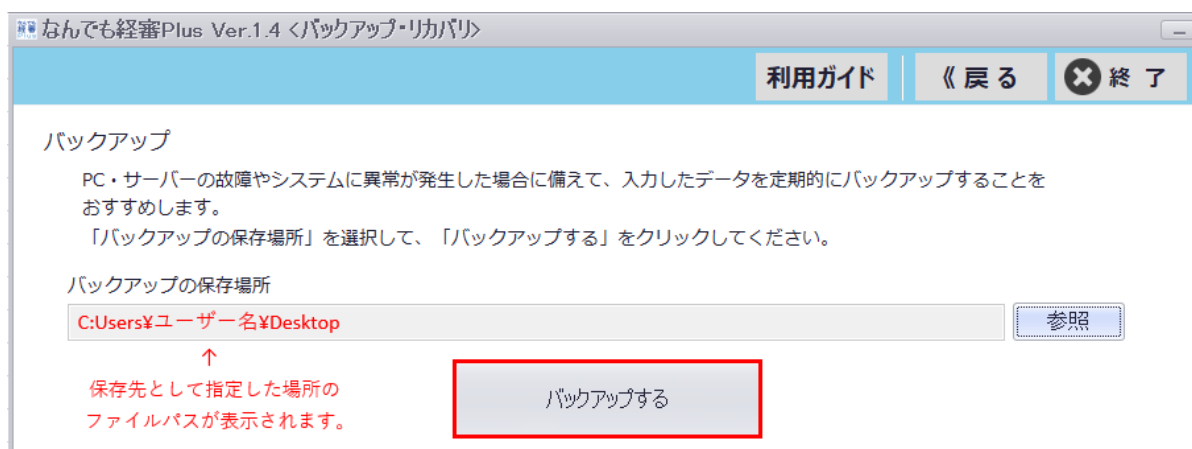 なんでも経審Plus Ver.1.4 <バックアップ・リカバリ>
利用ガイド 《戻る 終了
バックアップ
PC・サーバーの故障やシステムに異常が発生した場合に備えて、入力したデータを定期的にバックアップすることを
おすすめします。
「バックアップの保存場所」を選択して、「バックアップする」をクリックしてください。
バックアップの保存場所
C:Users¥ユーザー名¥Desktop 参照
↑
保存先として指定した場所の
ファイルパスが表示されます。
バックアップする